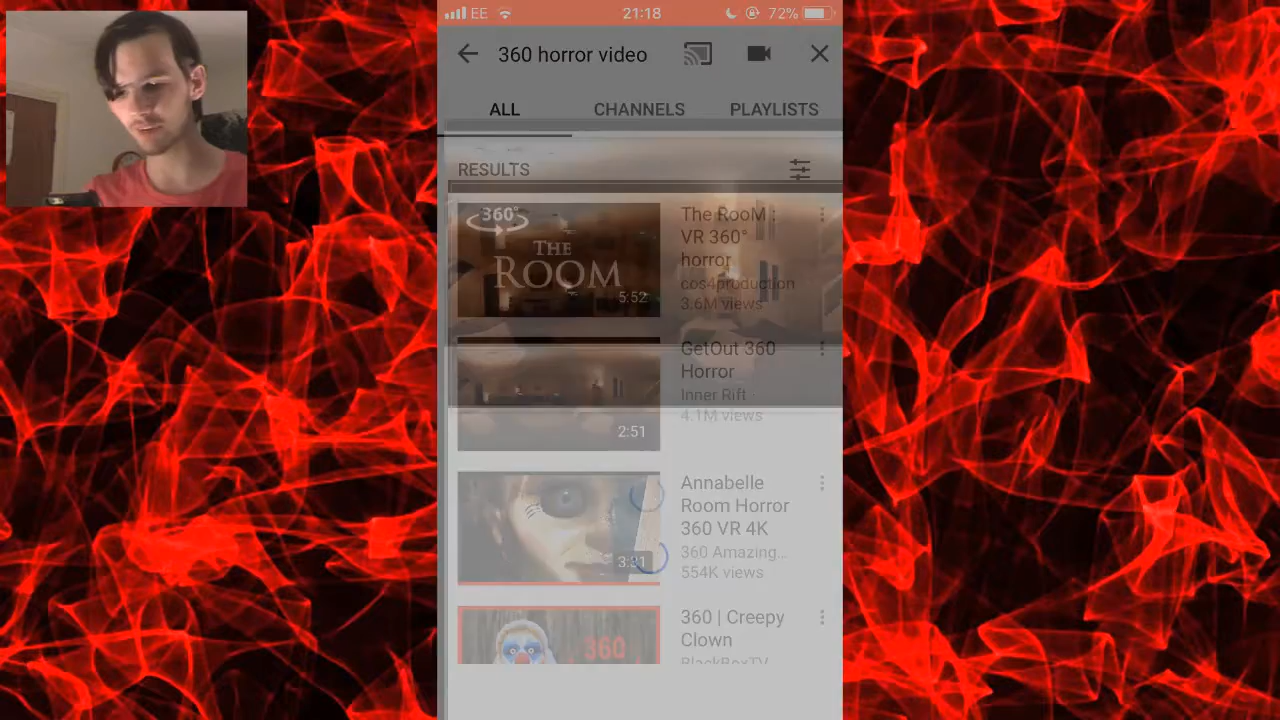 EE 21:18 72%
360 horror video
ALL CHANNELS PLAYLISTS
RESULTS
360°
THE
ROOM
5:52
The RooM :
VR 360°
horror
cos4production
3.6M views
2:51
GetOut 360
Horror
Inner Rift
4.1M views
Annabelle
Room Horror
360 VR 4K
360 Amazing...
554K views
360
360 | Creepy
Clown
BlackBoxTV